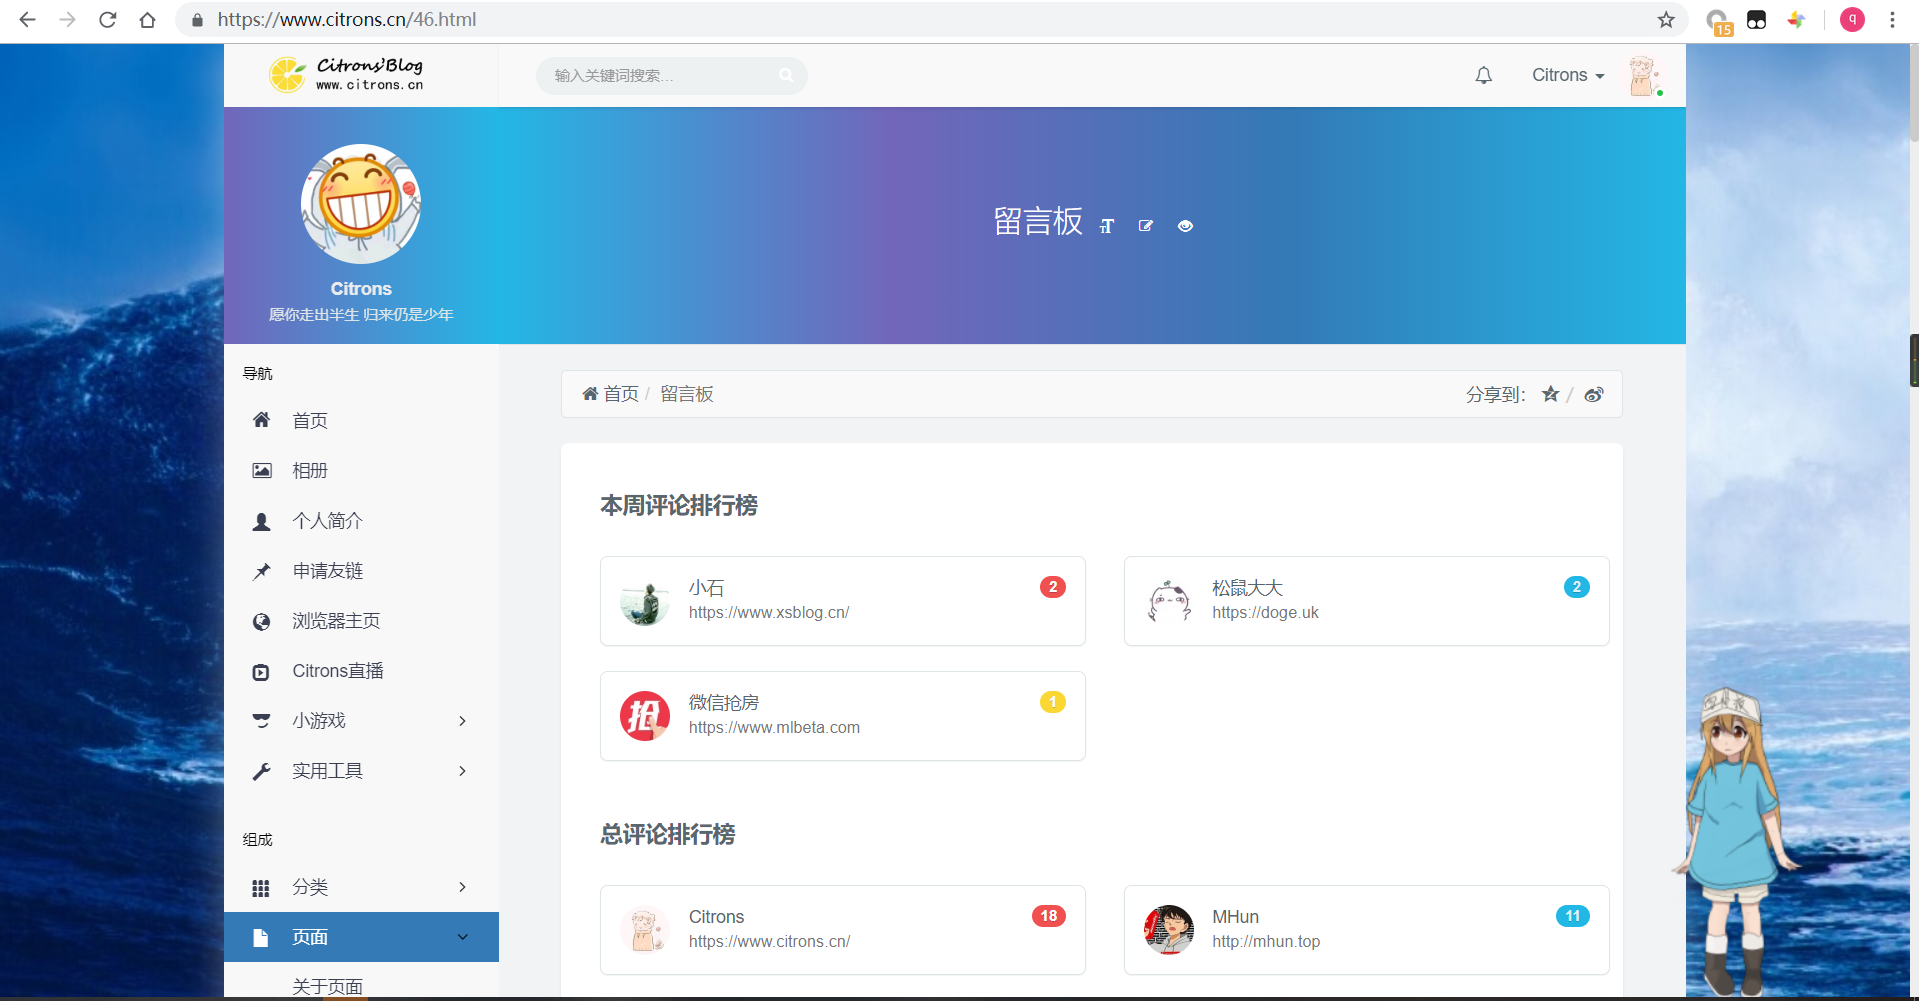 https://www.citrons.cn/46.html
15
q
Citrons'Blog
www.citrons.cn
输入关键词搜索...
Citrons
Citrons
愿你走出半生 归来仍是少年
留言板
导航
首页
相册
个人简介
申请友链
浏览器主页
Citrons直播
小游戏
实用工具
组成
分类
页面
关于页面
首页 / 留言板
分享到： /
本周评论排行榜
小石
2
https://www.xsblog.cn/
松鼠大大
2
https://doge.uk
抢
微信抢房
1
https://www.mlbeta.com
总评论排行榜
Citrons
18
https://www.citrons.cn/
MHun
11
http://mhun.top